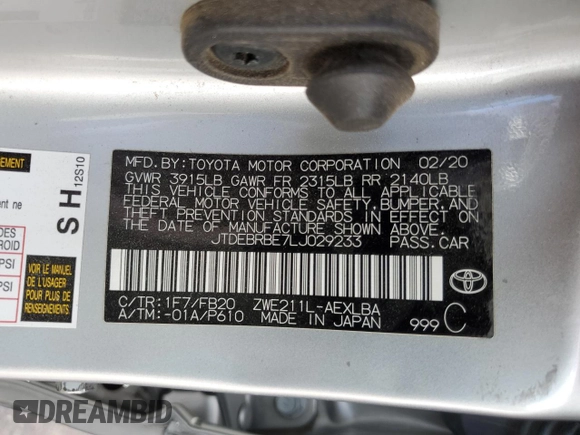 MFD.BY:TOYOTA MOTOR CORPORATION 02/20
GVWR 3915LB GAWR FR 2315LB RR 2140LB
THIS VEHICLE CONFORMS TO ALL APPLICABLE
FEDERAL MOTOR VEHICLE SAFETY, BUMPER, AND
THEFT PREVENTION STANDARDS IN EFFECT ON
THE DATE OF MANUFACTURE SHOWN ABOVE.
JTDEBRBE7LJ029233 PASS.CAR
C/TR:1F7/FB20 ZWE211L-AEXLBA
A/TM:-01A/P610 MADE IN JAPAN
999 C
TOYOTA
SH 12S10
ent ne
PSI
PSI
VOIR LE MANUEL
DE L'USAGER
POUR PLUS DE
RENSEIGNEMENTS
DREAMBID